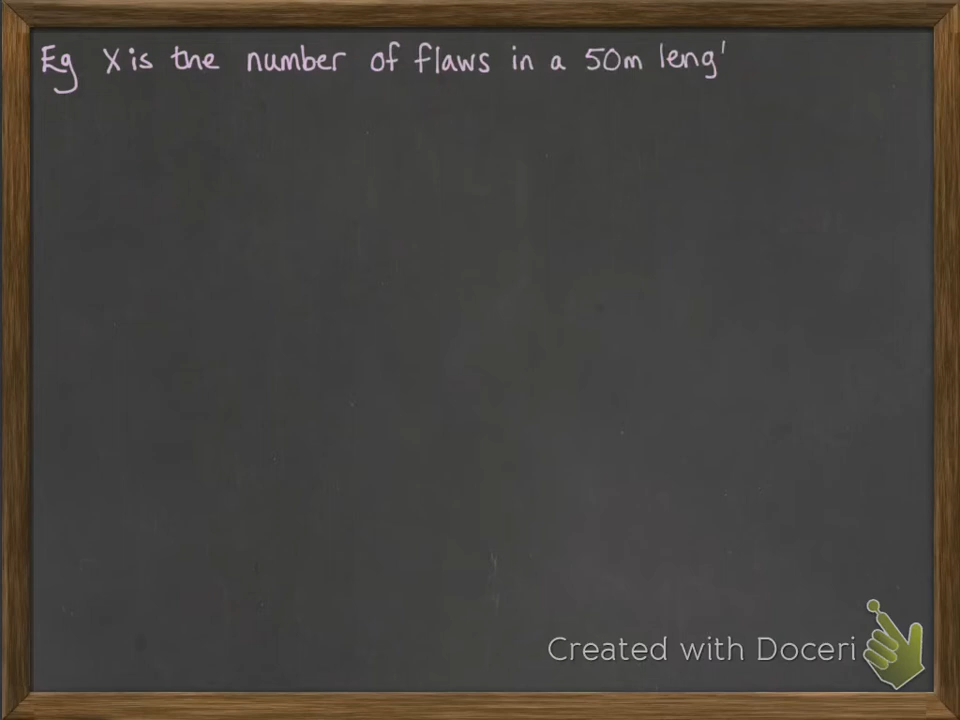 Eg X is the number of flaws in a 50m leng
Created with Doceri